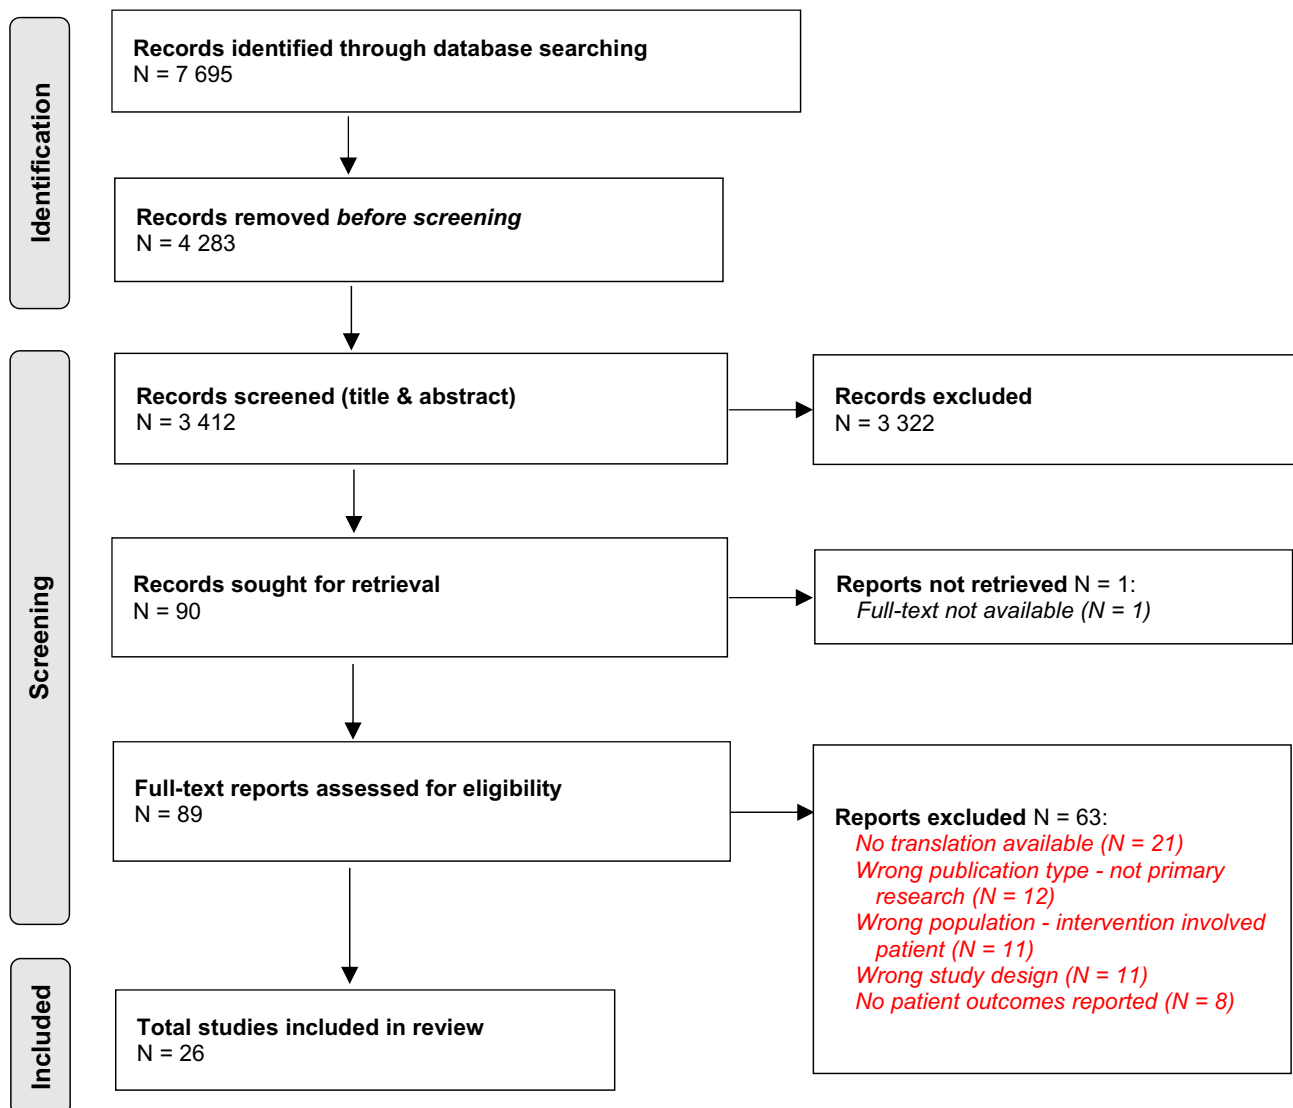 Identification
Records identified through database searching
N = 7 695
Records removed before screening
N = 4 283
Screening
Records screened (title & abstract)
N = 3 412
Records excluded
N = 3 322
Records sought for retrieval
N = 90
Reports not retrieved N = 1:
Full-text not available (N = 1)
Full-text reports assessed for eligibility
N = 89
Reports excluded N = 63:
No translation available (N = 21)
Wrong publication type - not primary
research (N = 12)
Wrong population - intervention involved
patient (N = 11)
Wrong study design (N = 11)
No patient outcomes reported (N = 8)
Included
Total studies included in review
N = 26